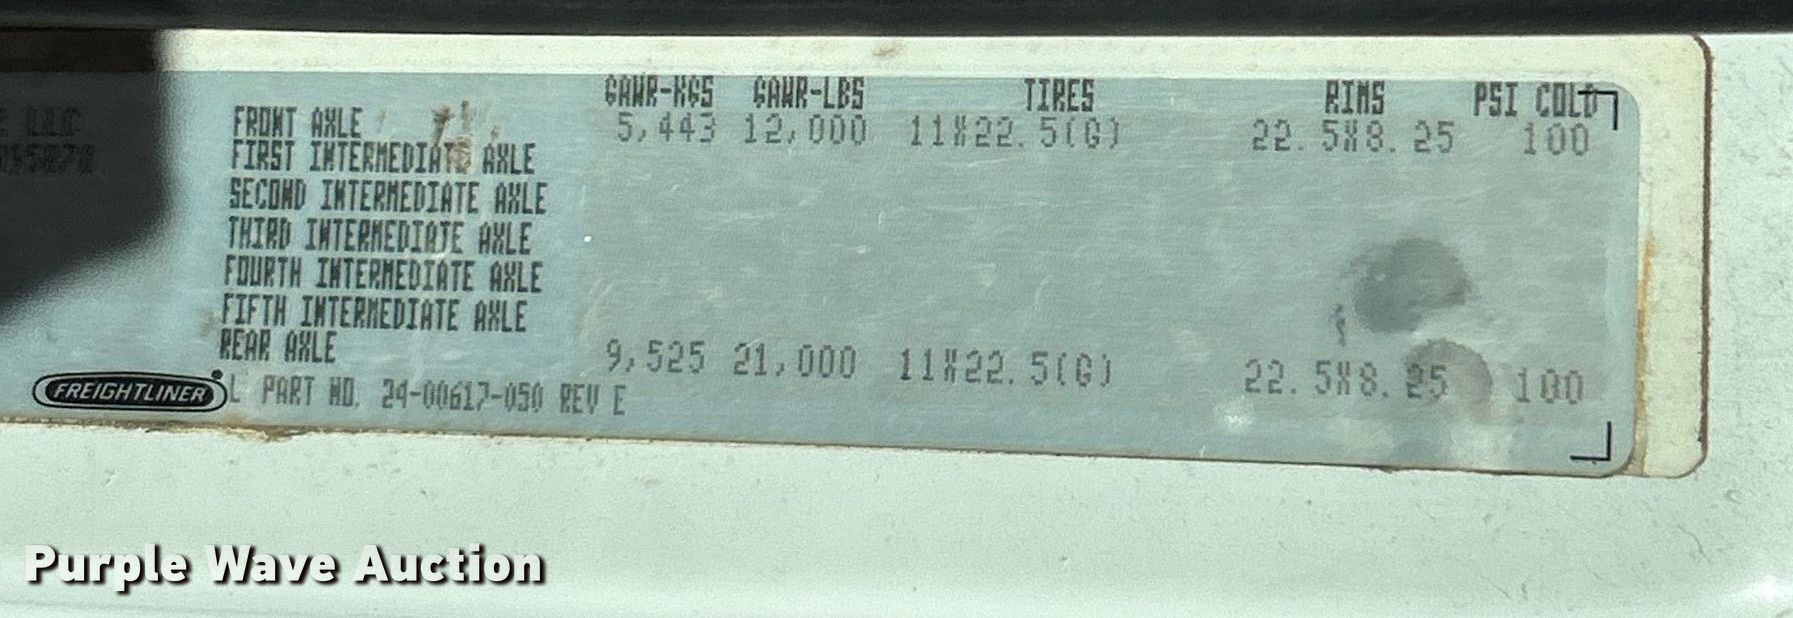 GAWR-KGS GAWR-LBS TIRES RIMS PSI COLD
FRONT AXLE 5,443 12,000 11X22.5(G) 22.5X8.25 100
FIRST INTERMEDIATE AXLE
SECOND INTERMEDIATE AXLE
THIRD INTERMEDIATE AXLE
FOURTH INTERMEDIATE AXLE
FIFTH INTERMEDIATE AXLE
REAR AXLE 9,525 21,000 11X22.5(G) 22.5X8.25 100
FREIGHTLINER L PART NO. 24-00617-050 REV E
LLC
Purple Wave Auction